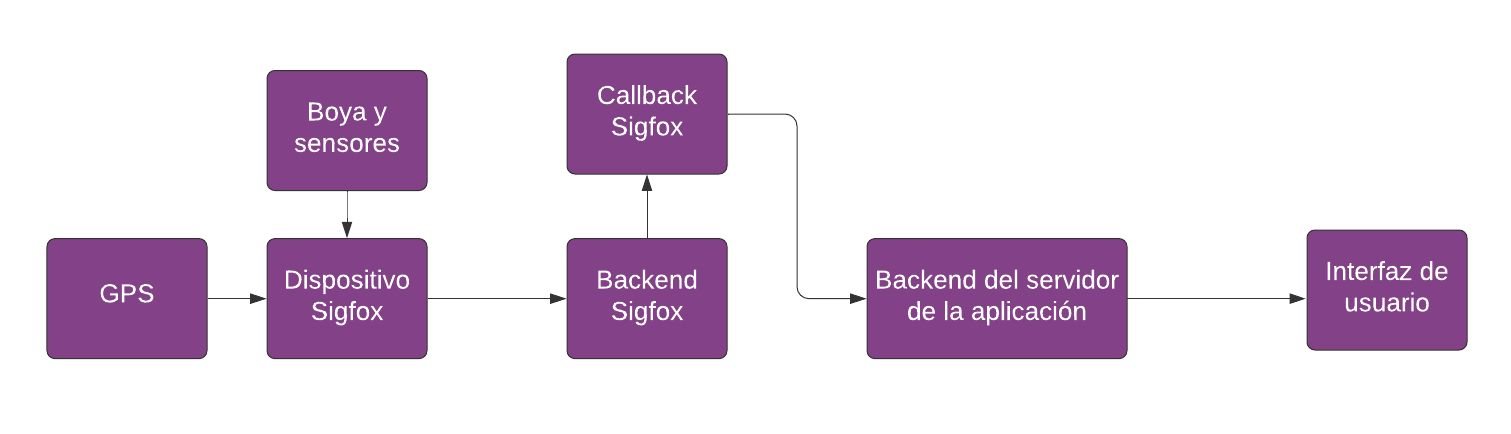 Boya y
sensores
Callback
Sigfox
GPS
Dispositivo
Sigfox
Backend
Sigfox
Backend del servidor
de la aplicación
Interfaz de
usuario